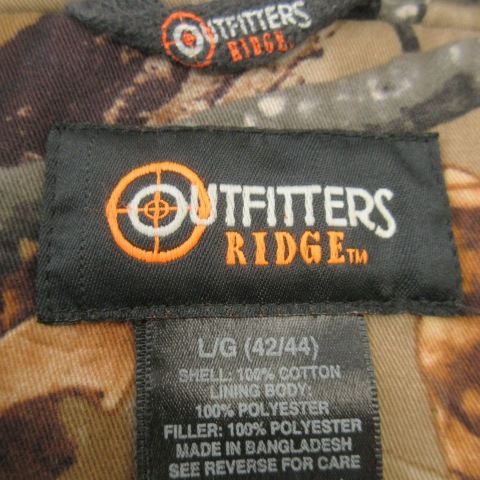 OUTFITTERS
RIDGE
OUTFITTERS
RIDGE™
L/G (42/44)
SHELL: 100% COTTON
LINING BODY:
100% POLYESTER
FILLER: 100% POLYESTER
MADE IN BANGLADESH
SEE REVERSE FOR CARE